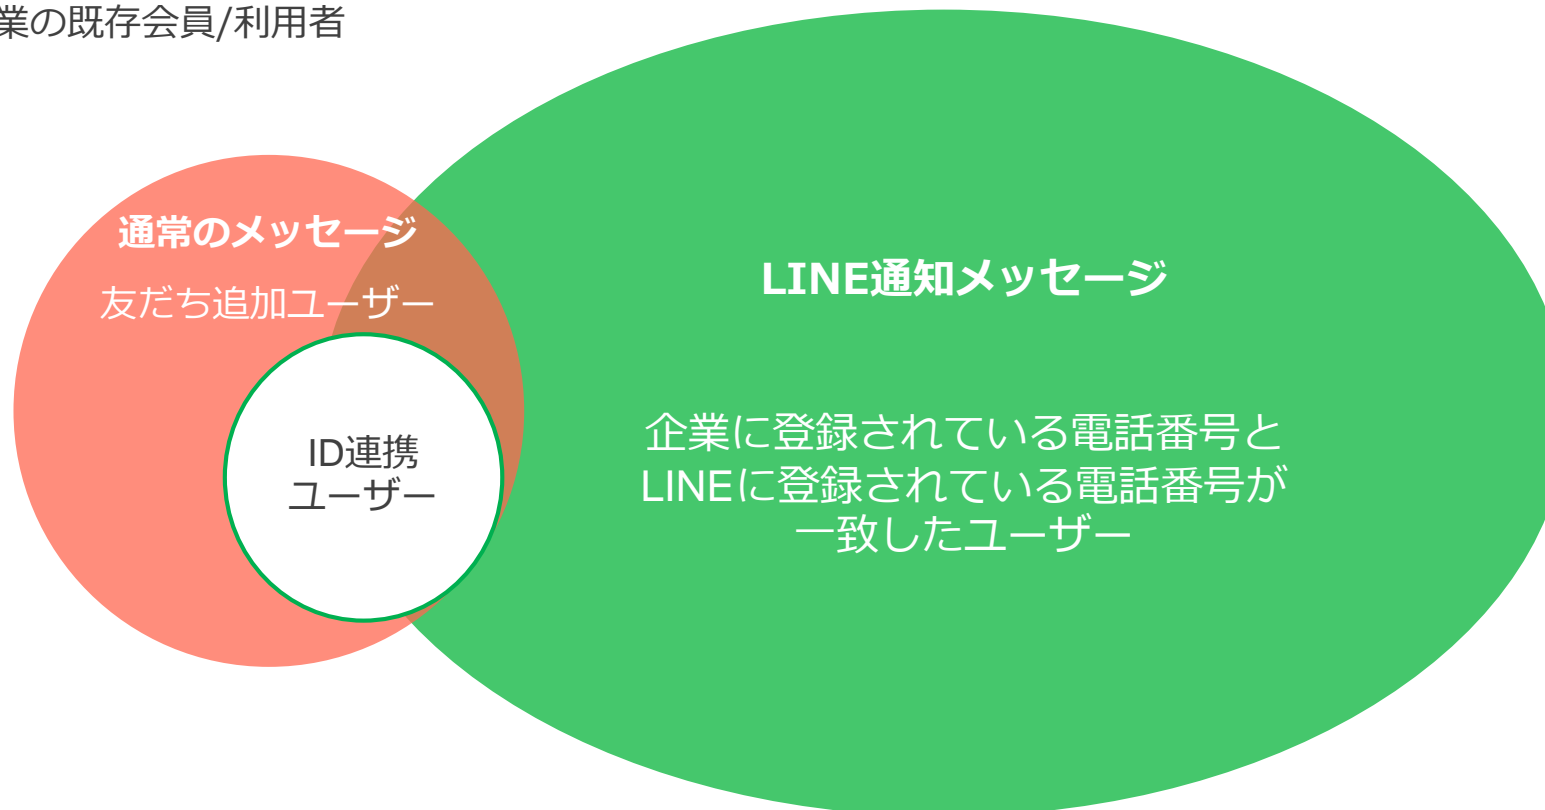 業の既存会員/利用者
通常のメッセージ
友だち追加ユーザー
ID連携
ユーザー
LINE通知メッセージ
企業に登録されている電話番号と
LINEに登録されている電話番号が
一致したユーザー